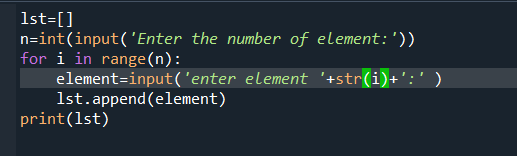 lst=[]
n=int(input('Enter the number of element:'))
for i in range(n):
    element=input('enter element '+str(i)+':' )
    lst.append(element)
print(lst)